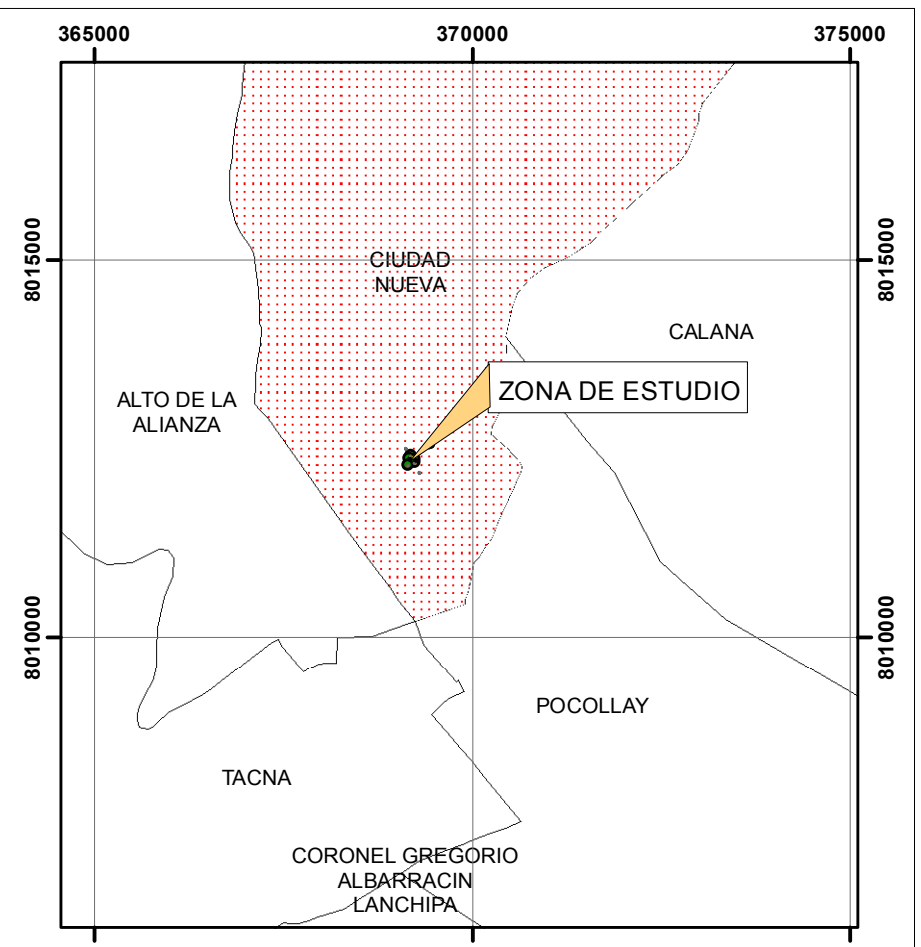 365000
370000
375000
8015000
8015000
CIUDAD
NUEVA
CALANA
ZONA DE ESTUDIO
ALTO DE LA
ALIANZA
8010000
8010000
POCOLLAY
TACNA
CORONEL GREGORIO
ALBARRACIN
LANCHIPA